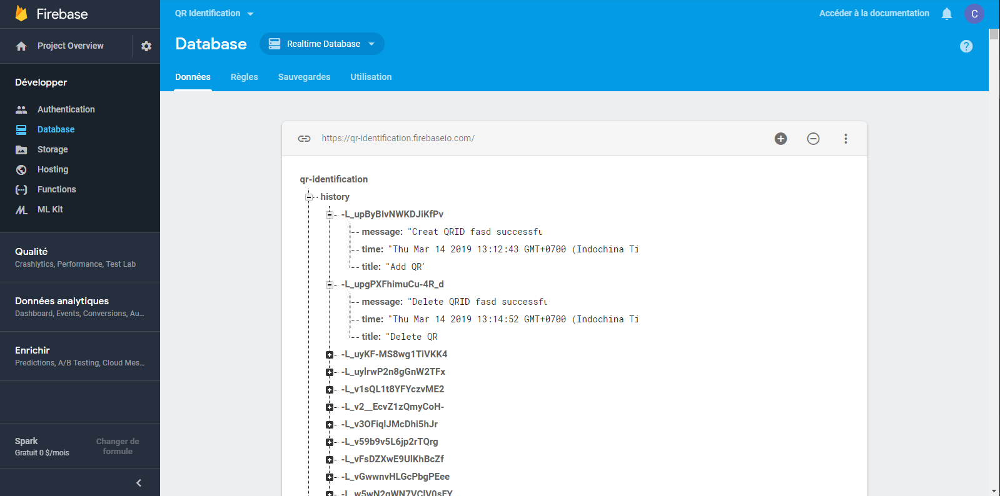 Firebase
Project Overview
Développer
Authentication
Database
Storage
Hosting
Functions
ML Kit
Qualité
Crashlytics, Performance, Test Lab
Données analytiques
Dashboard, Events, Conversions, Au...
Enrichir
Predictions, A/B Testing, Cloud Mes...
Spark
Gratuit 0 $/mois
Changer de
formule
QR Identification
Accéder à la documentation
C
Database
Realtime Database
?
Données Règles Sauvegardes Utilisation
https://qr-identification.firebaseio.com/
qr-identification
history
-L_upByBIvNWKDJiKfPv
message: "Creat QRID fasd successfu
time: "Thu Mar 14 2019 13:12:43 GMT+0700 (Indochina Ti
title: "Add QR"
-L_upgPXFhimuCu-4R_d
message: "Delete QRID fasd successfu
time: "Thu Mar 14 2019 13:14:52 GMT+0700 (Indochina Ti
title: "Delete QR
-L_uyKF-MS8wg1TiVKK4
-L_uylrwP2n8gGnW2TFx
-L_v1sQL1t8YFYczvME2
-L_v2__EcvZ1zQmyCoH-
-L_v3OFiqlJMcDhi5hJr
-L_v59b9v5L6jp2rTQrg
-L_vFsDZXwE9UlKhBcZf
-L_vGwwnvHLGcPbgPEee